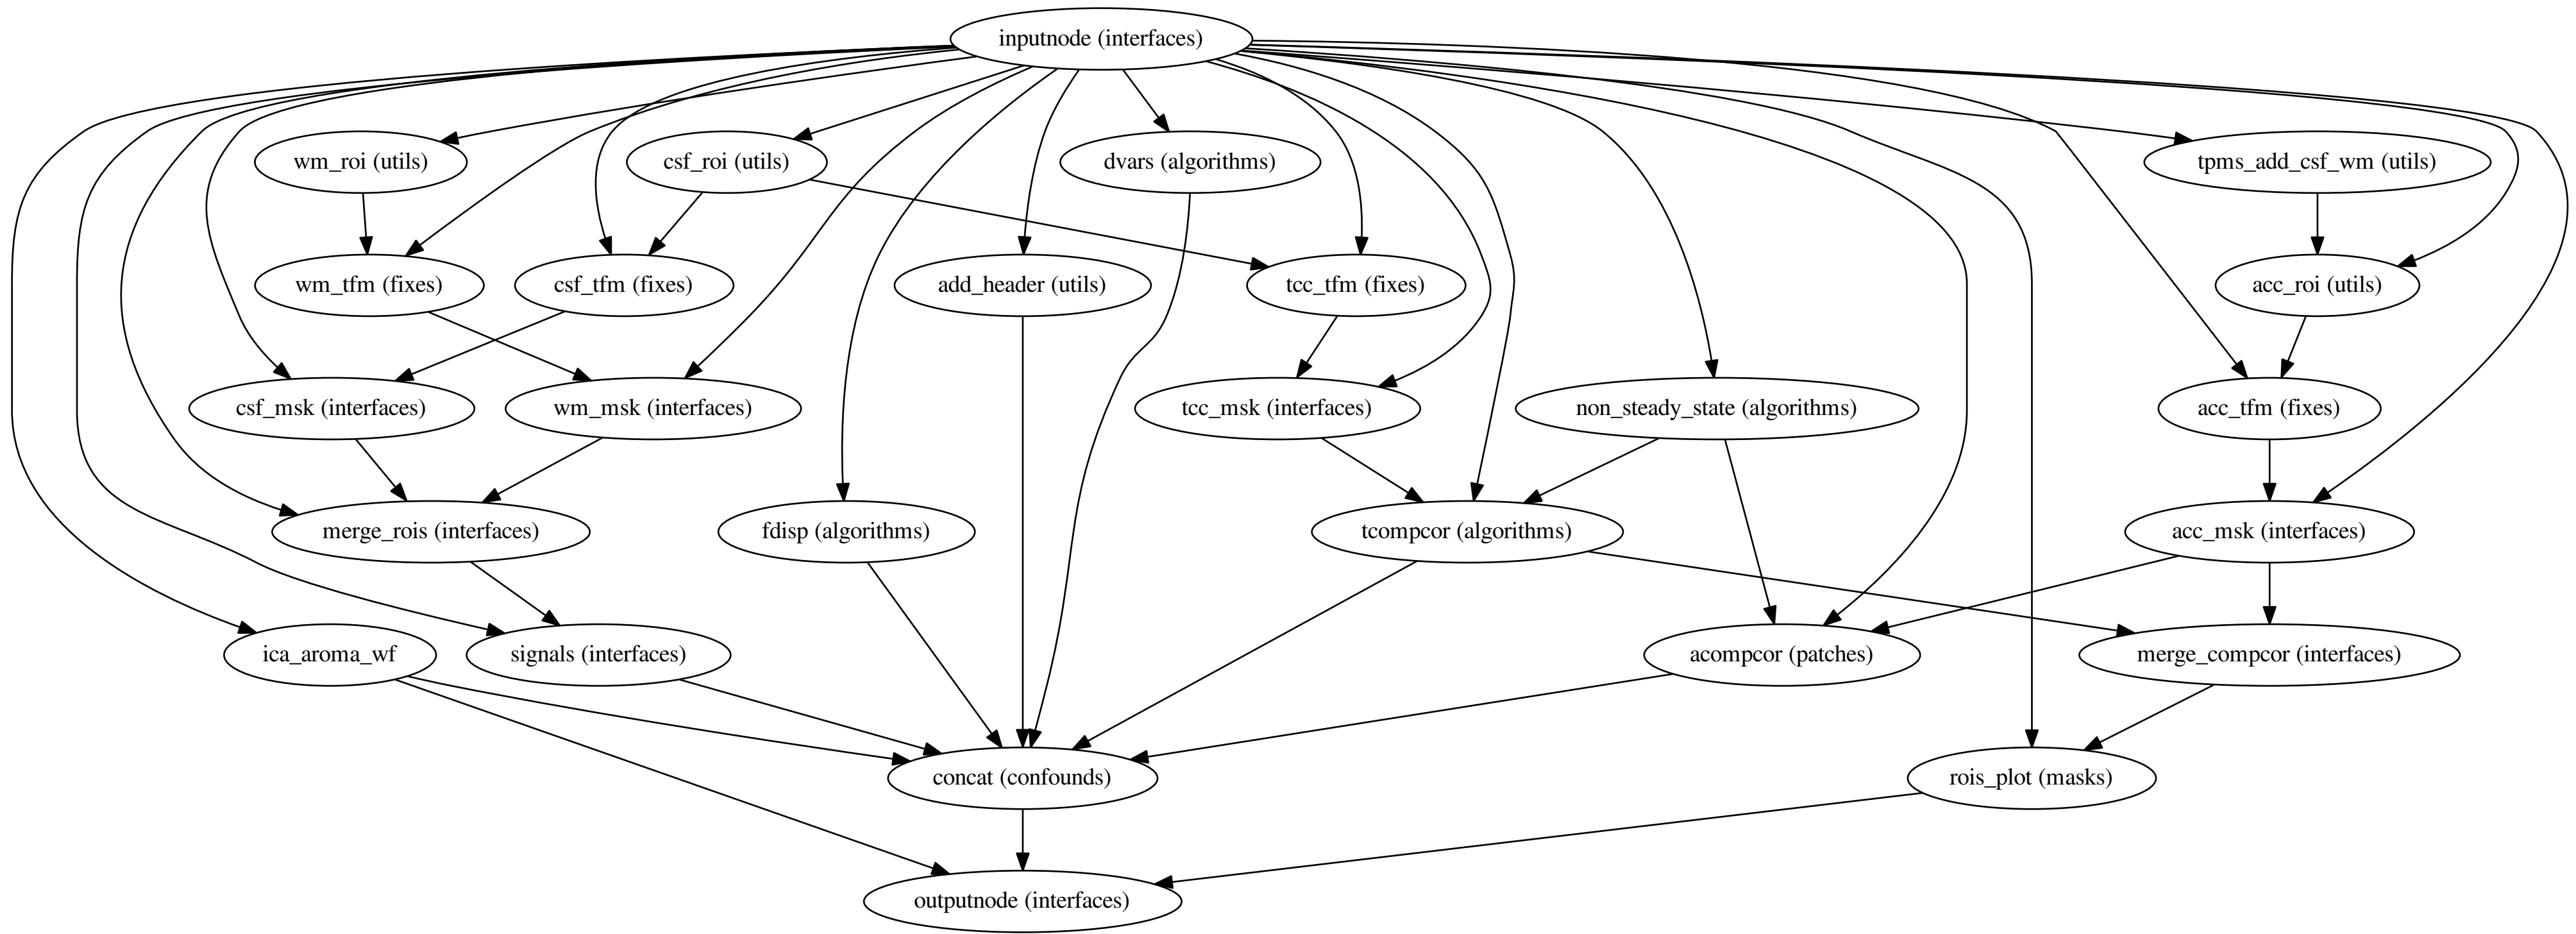 inputnode (interfaces)
wm_roi (utils)
csf_roi (utils)
dvars (algorithms)
tpms_add_csf_wm (utils)
wm_tfm (fixes)
csf_tfm (fixes)
add_header (utils)
tcc_tfm (fixes)
acc_roi (utils)
csf_msk (interfaces)
wm_msk (interfaces)
tcc_msk (interfaces)
non_steady_state (algorithms)
acc_tfm (fixes)
merge_rois (interfaces)
fdisp (algorithms)
tcompcor (algorithms)
acc_msk (interfaces)
ica_aroma_wf
signals (interfaces)
acompcor (patches)
merge_compcor (interfaces)
concat (confounds)
rois_plot (masks)
outputnode (interfaces)